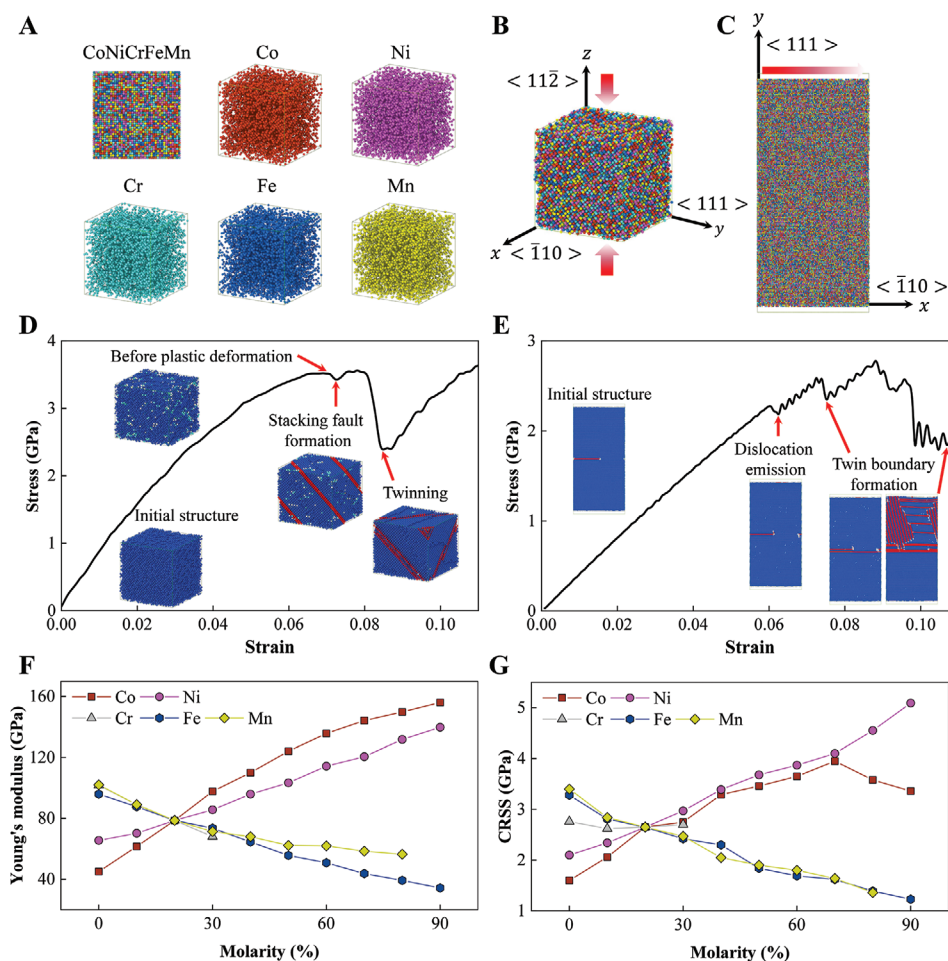 A
CoNiCrFeMn
Co
Ni
Cr
Fe
Mn
B
z
< 112̅ >
< 111 >
y
x < 1̅10 >
C
y
< 111 >
< 1̅10 >
x
D
4
3
2
1
0
Stress (GPa)
Before plastic deformation
Stacking fault
formation
Twinning
Initial structure
0.00 0.02 0.04 0.06 0.08 0.10
Strain
E
3
2
1
0
Stress (GPa)
Initial structure
Dislocation
emission
Twin boundary
formation
0.00 0.02 0.04 0.06 0.08 0.10
Strain
F
160
120
80
40
Young's modulus (GPa)
Co Ni
Cr Fe Mn
0 30 60 90
Molarity (%)
G
5
4
3
2
1
CRSS (GPa)
Co Ni
Cr Fe Mn
0 30 60 90
Molarity (%)